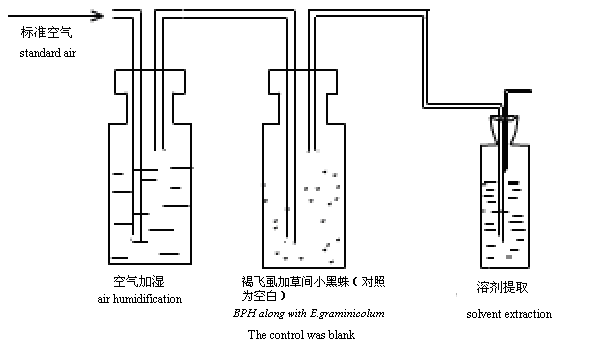 标准空气
standard air
空气加湿
air humidification
褐飞虱加草间小黑蛛（对照
为空白）
BPH along with E.graminicolum
The control was blank
溶剂提取
solvent extraction